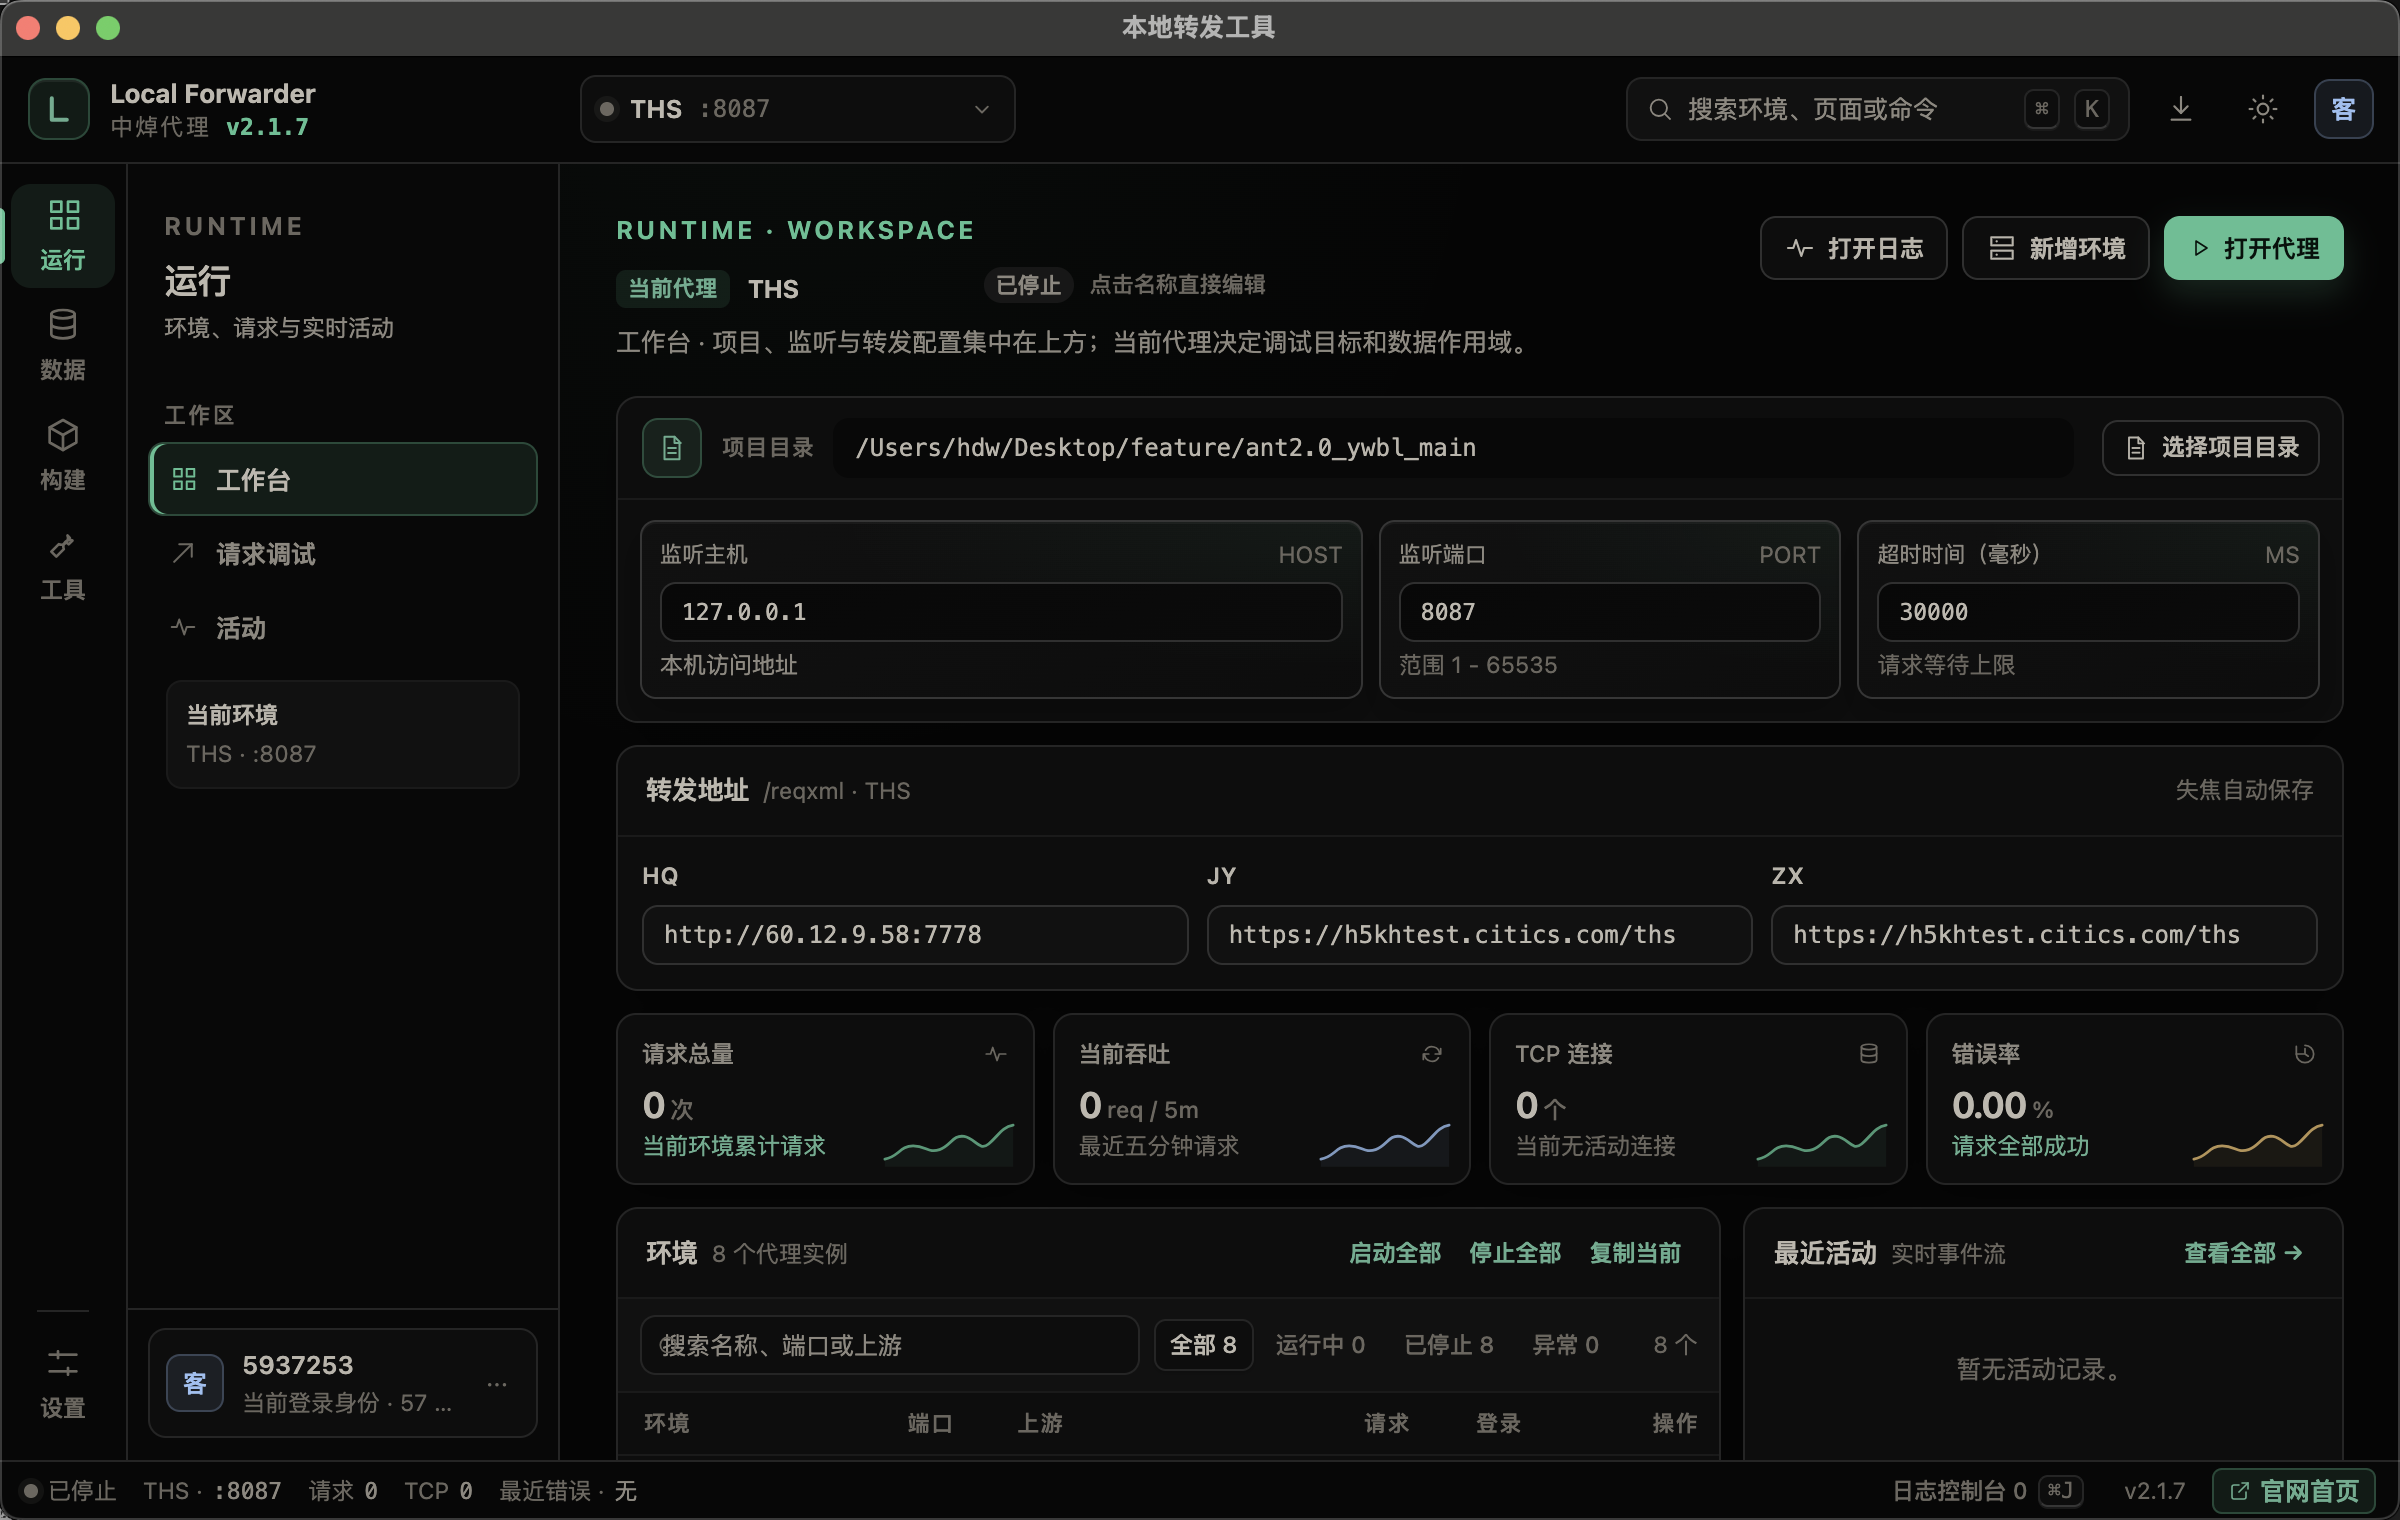 本地转发工具
L
Local Forwarder
中焯代理 v2.1.7
THS :8087
搜索环境、页面或命令 ⌘ K
客
运行
数据
构建
工具
设置
RUNTIME
运行
环境、请求与实时活动
工作区
工作台
请求调试
活动
当前环境
THS · :8087
客
5937253
当前登录身份 · 57 ...
RUNTIME · WORKSPACE
当前代理 THS 已停止 点击名称直接编辑
打开日志 新增环境 打开代理
工作台 · 项目、监听与转发配置集中在上方；当前代理决定调试目标和数据作用域。
项目目录 /Users/hdw/Desktop/feature/ant2.0_ywbl_main 选择项目目录
监听主机 HOST
127.0.0.1
本机访问地址
监听端口 PORT
8087
范围 1 - 65535
超时时间（毫秒） MS
30000
请求等待上限
转发地址 /reqxml · THS 失焦自动保存
HQ
http://60.12.9.58:7778
JY
https://h5khtest.citics.com/ths
ZX
https://h5khtest.citics.com/ths
请求总量
0 次
当前环境累计请求
当前吞吐
0 req / 5m
最近五分钟请求
TCP 连接
0 个
当前无活动连接
错误率
0.00 %
请求全部成功
环境 8 个代理实例 启动全部 停止全部 复制当前
搜索名称、端口或上游 全部 8 运行中 0 已停止 8 异常 0 8 个
环境 端口 上游 请求 登录 操作
最近活动 实时事件流 查看全部 →
暂无活动记录。
已停止 THS · :8087 请求 0 TCP 0 最近错误 · 无
日志控制台 0 ⌘J v2.1.7 官网首页